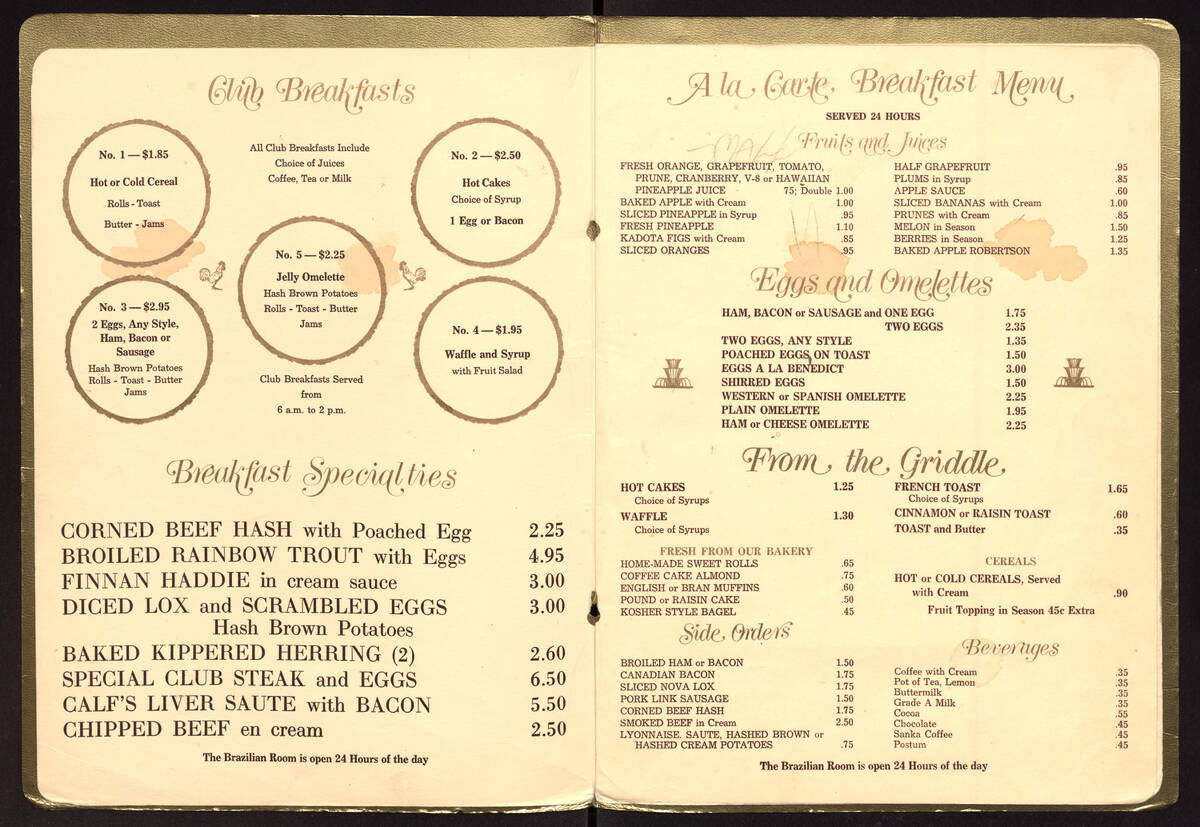 Club Breakfasts
No. 1 — $1.85
Hot or Cold Cereal
Rolls - Toast
Butter - Jams
All Club Breakfasts Include
Choice of Juices
Coffee, Tea or Milk
No. 2 — $2.50
Hot Cakes
Choice of Syrup
1 Egg or Bacon
No. 5 — $2.25
Jelly Omelette
Hash Brown Potatoes
Rolls - Toast - Butter
Jams
No. 3 — $2.95
2 Eggs, Any Style,
Ham, Bacon or
Sausage
Hash Brown Potatoes
Rolls - Toast - Butter
Jams
No. 4 — $1.95
Waffle and Syrup
with Fruit Salad
Club Breakfasts Served
from
6 a.m. to 2 p.m.
Breakfast Specialties
CORNED BEEF HASH with Poached Egg 2.25
BROILED RAINBOW TROUT with Eggs 4.95
FINNAN HADDIE in cream sauce 3.00
DICED LOX and SCRAMBLED EGGS 3.00
Hash Brown Potatoes
BAKED KIPPERED HERRING (2) 2.60
SPECIAL CLUB STEAK and EGGS 6.50
CALF'S LIVER SAUTE with BACON 5.50
CHIPPED BEEF en cream 2.50
The Brazilian Room is open 24 Hours of the day
A la Carte Breakfast Menu
SERVED 24 HOURS
Fruits and Juices
FRESH ORANGE, GRAPEFRUIT, TOMATO,
PRUNE, CRANBERRY, V-8 or HAWAIIAN
PINEAPPLE JUICE 75; Double 1.00
BAKED APPLE with Cream 1.00
SLICED PINEAPPLE in Syrup .95
FRESH PINEAPPLE 1.10
KADOTA FIGS with Cream .85
SLICED ORANGES .95
HALF GRAPEFRUIT .95
PLUMS in Syrup .85
APPLE SAUCE .60
SLICED BANANAS with Cream 1.00
PRUNES with Cream .85
MELON in Season 1.50
BERRIES in Season 1.25
BAKED APPLE ROBERTSON 1.35
Eggs and Omelettes
HAM, BACON or SAUSAGE and ONE EGG 1.75
TWO EGGS 2.35
TWO EGGS, ANY STYLE 1.35
POACHED EGGS ON TOAST 1.50
EGGS A LA BENEDICT 3.00
SHIRRED EGGS 1.50
WESTERN or SPANISH OMELETTE 2.25
PLAIN OMELETTE 1.95
HAM or CHEESE OMELETTE 2.25
From the Griddle
HOT CAKES 1.25
Choice of Syrups
WAFFLE 1.30
Choice of Syrups
FRENCH TOAST 1.65
Choice of Syrups
CINNAMON or RAISIN TOAST .60
TOAST and Butter .35
FRESH FROM OUR BAKERY
HOME-MADE SWEET ROLLS .65
COFFEE CAKE ALMOND .75
ENGLISH or BRAN MUFFINS .60
POUND or RAISIN CAKE .50
KOSHER STYLE BAGEL .45
CEREALS
HOT or COLD CEREALS, Served
with Cream .90
Fruit Topping in Season 45c Extra
Side Orders
BROILED HAM or BACON 1.50
CANADIAN BACON 1.75
SLICED NOVA LOX 1.75
PORK LINK SAUSAGE 1.50
CORNED BEEF HASH 1.75
SMOKED BEEF in Cream 2.50
LYONNAISE. SAUTE, HASHED BROWN or
HASHED CREAM POTATOES .75
Beverages
Coffee with Cream .35
Pot of Tea, Lemon .35
Buttermilk .35
Grade A Milk .35
Cocoa .55
Chocolate .45
Sanka Coffee .45
Postum .45
The Brazilian Room is open 24 Hours of the day